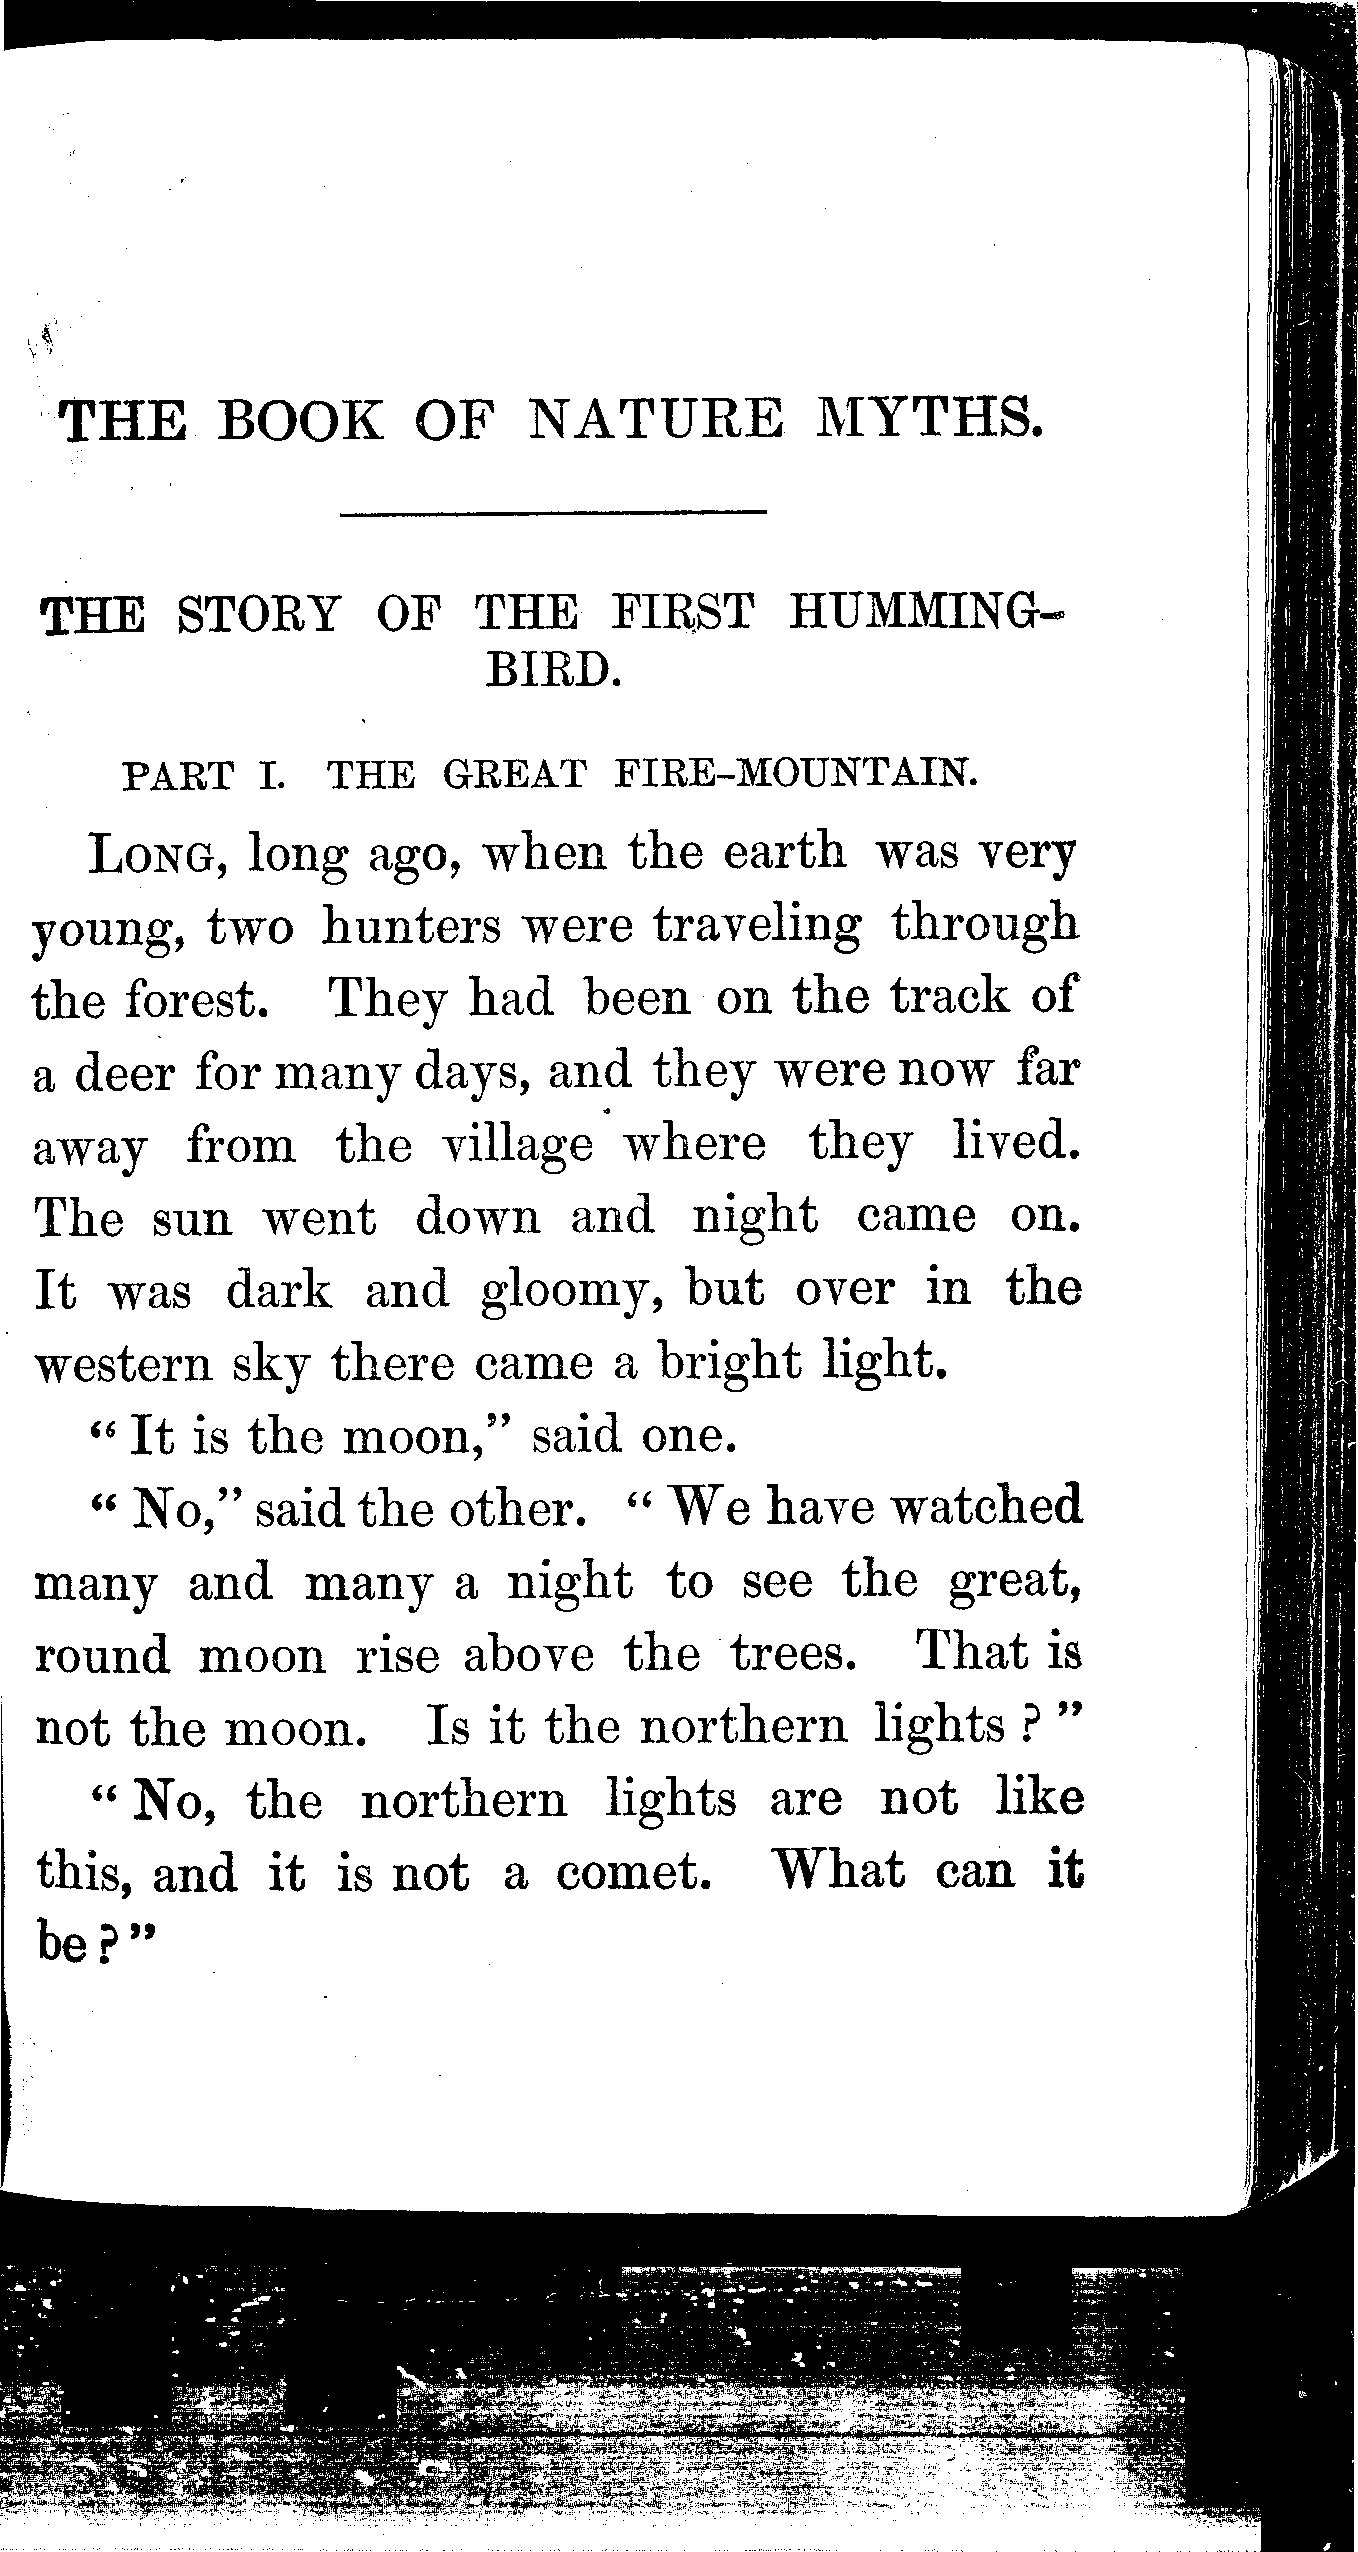 THE BOOK OF NATURE MYTHS.
THE STORY OF THE FIRST HUMMING-
BIRD.
PART I. THE GREAT FIRE-MOUNTAIN.
LONG, long ago, when the earth was very
young, two hunters were traveling through
the forest. They had been on the track of
a deer for many days, and they were now far
away from the village where they lived.
The sun went down and night came on.
It was dark and gloomy, but over in the
western sky there came a bright light.
“ It is the moon,” said one.
“ No,” said the other. “ We have watched
many and many a night to see the great,
round moon rise above the trees. That is
not the moon. Is it the northern lights ? ”
“ No, the northern lights are not like
this, and it is not a comet. What can it
be ? ”